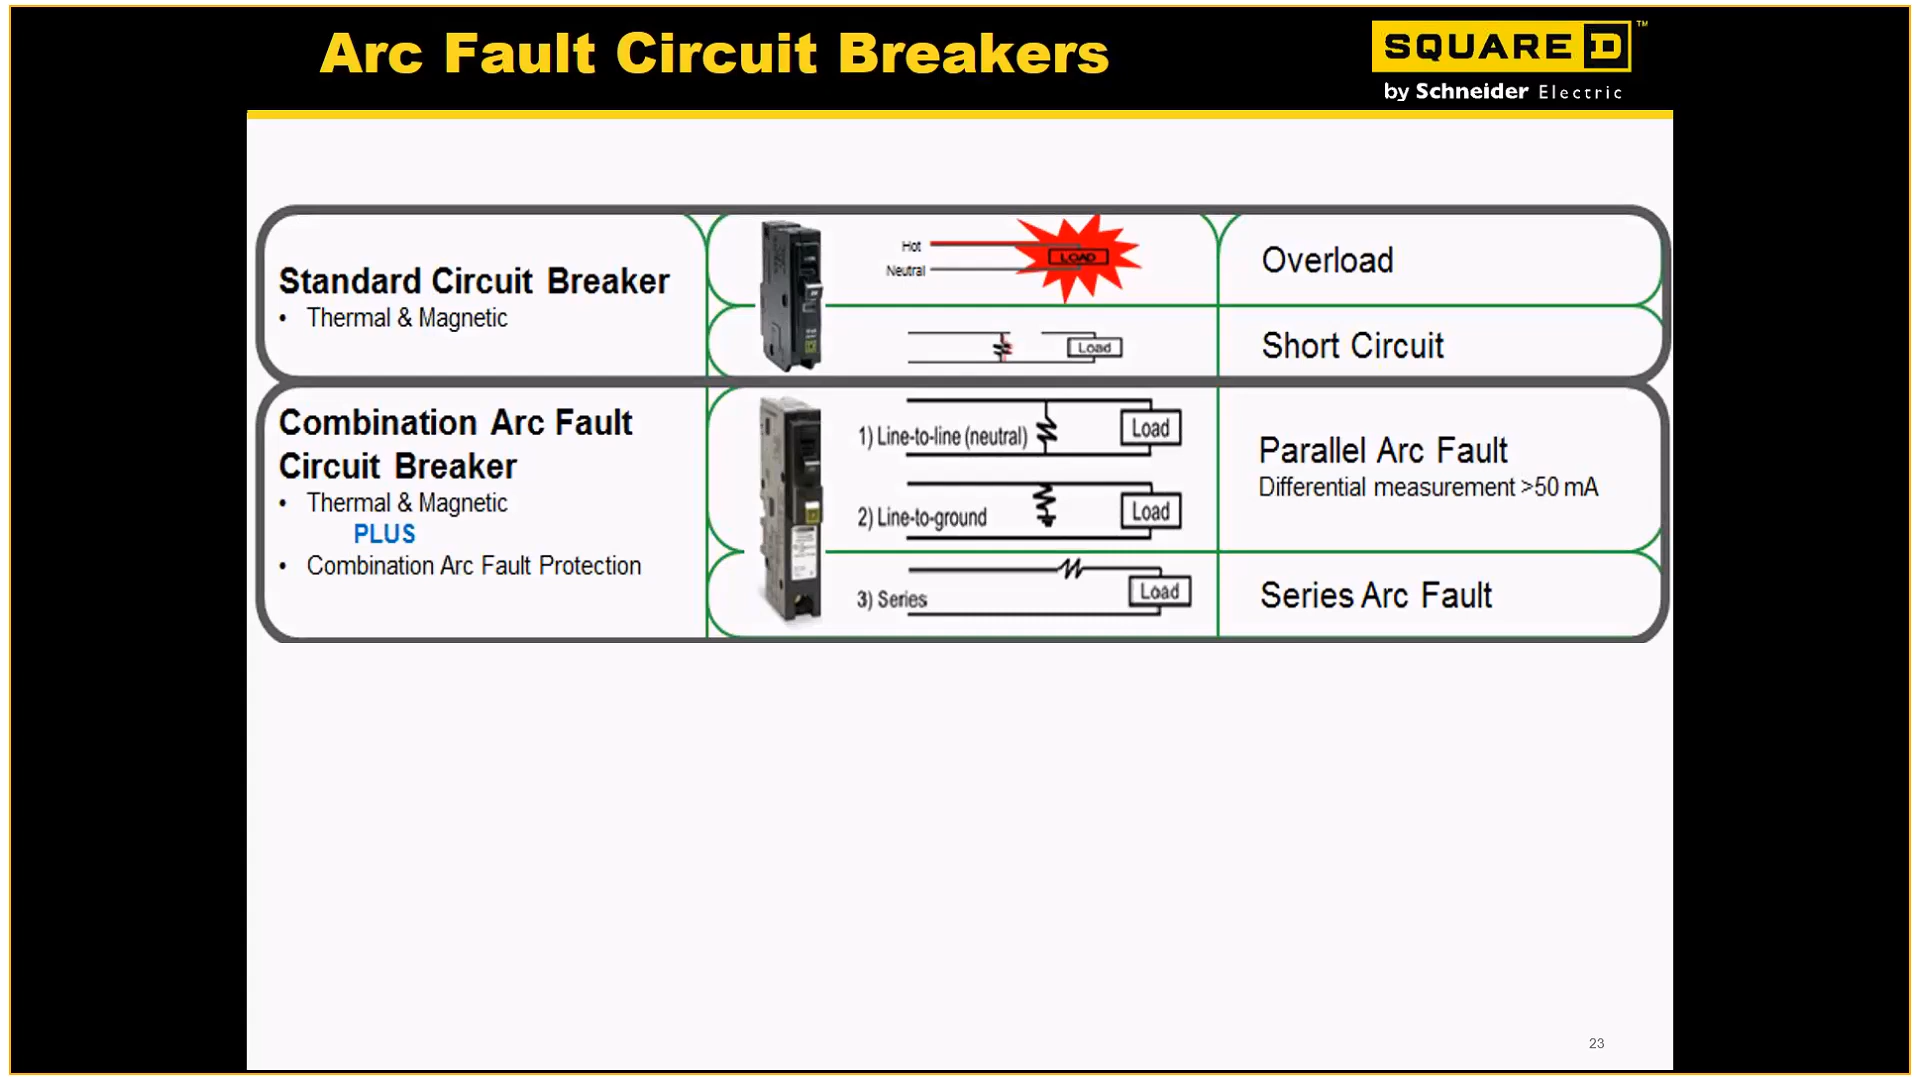 Arc Fault Circuit Breakers
SQUARE D
™
by Schneider Electric
Standard Circuit Breaker
• Thermal & Magnetic
Hot
Neutral
LOAD
Overload
Load
Short Circuit
Combination Arc Fault
Circuit Breaker
• Thermal & Magnetic
PLUS
• Combination Arc Fault Protection
1) Line-to-line (neutral)
Load
2) Line-to-ground
Load
Parallel Arc Fault
Differential measurement >50 mA
3) Series
Load
Series Arc Fault
23